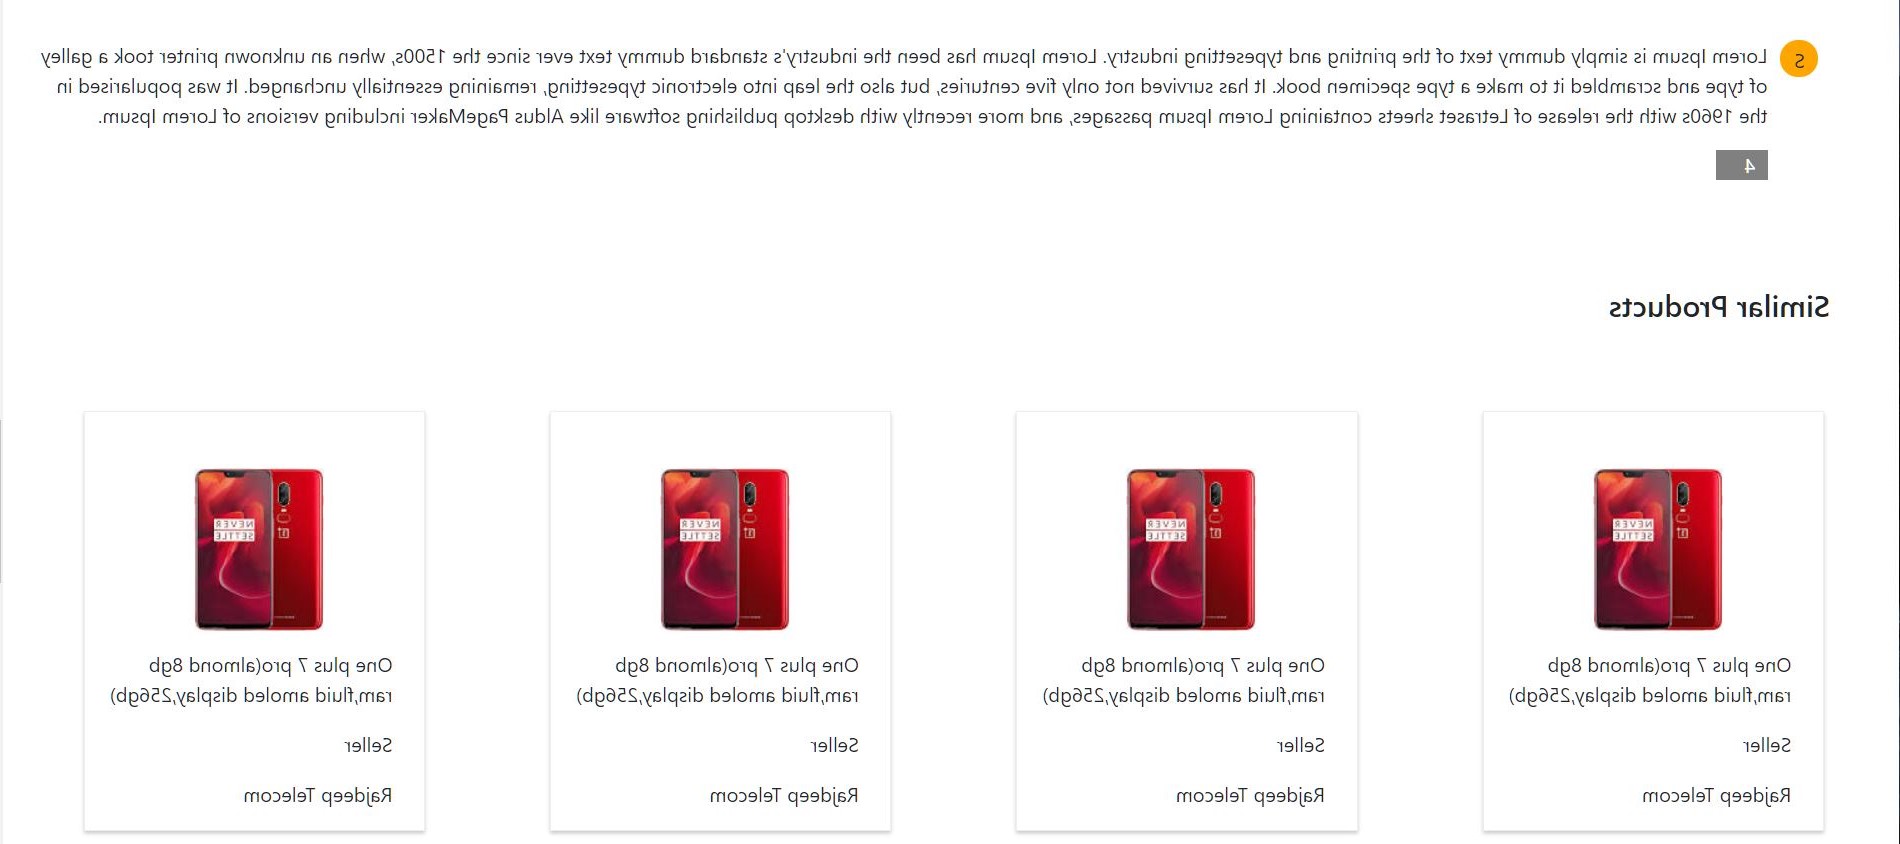 s
Lorem Ipsum is simply dummy text of the printing and typesetting industry. Lorem Ipsum has been the industry's standard dummy text ever since the 1500s, when an unknown printer took a galley
of type and scrambled it to make a type specimen book. It has survived not only five centuries, but also the leap into electronic typesetting, remaining essentially unchanged. It was popularised in
the 1960s with the release of Letraset sheets containing Lorem Ipsum passages, and more recently with desktop publishing software like Aldus PageMaker including versions of Lorem Ipsum.
4
Similar Products
NEVER
SETTLE
One plus 7 pro(almond 8gb
ram,fluid amoled display,256gb)
Seller
Rajdeep Telecom
NEVER
SETTLE
One plus 7 pro(almond 8gb
ram,fluid amoled display,256gb)
Seller
Rajdeep Telecom
NEVER
SETTLE
One plus 7 pro(almond 8gb
ram,fluid amoled display,256gb)
Seller
Rajdeep Telecom
NEVER
SETTLE
One plus 7 pro(almond 8gb
ram,fluid amoled display,256gb)
Seller
Rajdeep Telecom